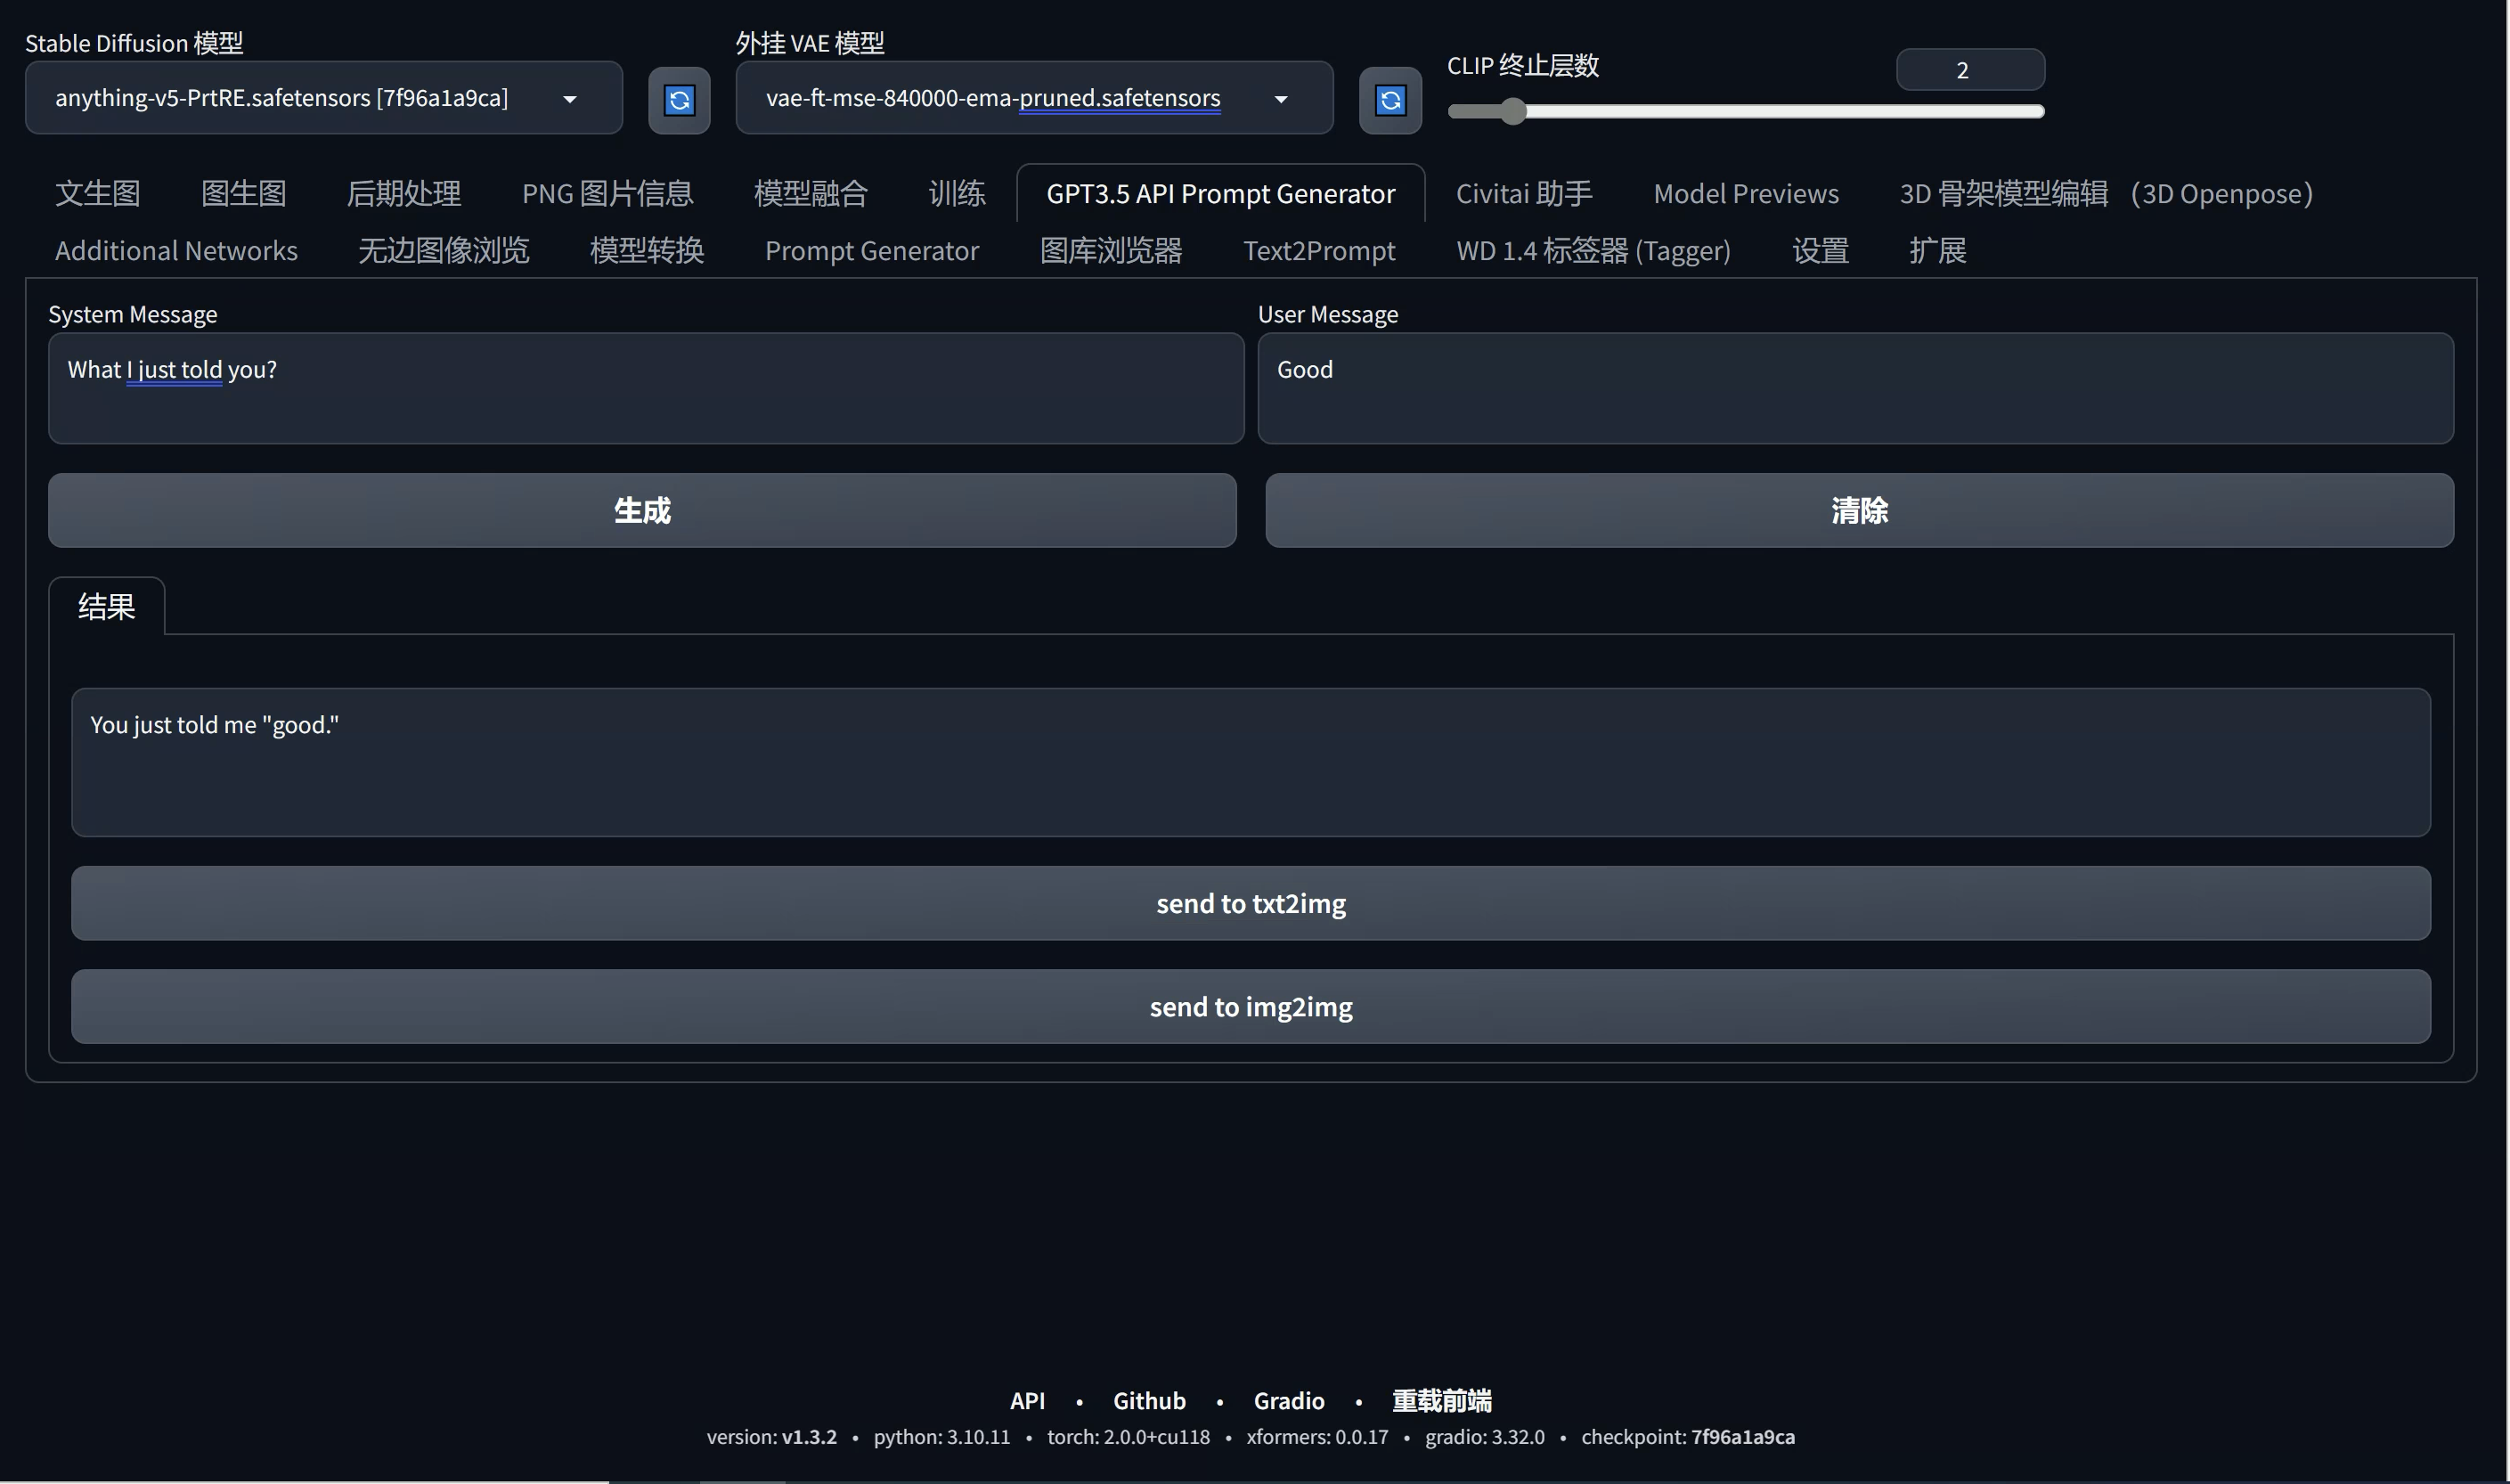 Stable Diffusion 模型
外挂 VAE 模型
CLIP 终止层数
2
anything-v5-PrtRE.safetensors [7f96a1a9ca]
vae-ft-mse-840000-ema-pruned.safetensors
文生图 图生图 后期处理 PNG 图片信息 模型融合 训练 GPT3.5 API Prompt Generator Civitai 助手 Model Previews 3D 骨架模型编辑 （3D Openpose）
Additional Networks 无边图像浏览 模型转换 Prompt Generator 图库浏览器 Text2Prompt WD 1.4 标签器 (Tagger) 设置 扩展
System Message
User Message
What I just told you?
Good
生成
清除
结果
You just told me "good."
send to txt2img
send to img2img
API • Github • Gradio • 重载前端
version: v1.3.2 • python: 3.10.11 • torch: 2.0.0+cu118 • xformers: 0.0.17 • gradio: 3.32.0 • checkpoint: 7f96a1a9ca